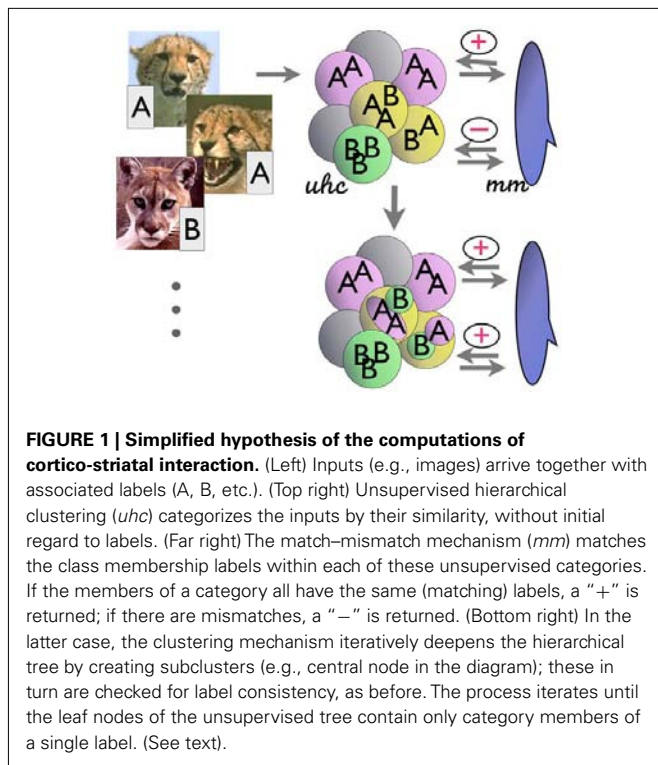 A
A
B
A A
A A
B
A A
B A
B B
B
uhc
mm
+
−
A A
A A
B
A A
B A
B B
B
+
+
FIGURE 1 | Simplified hypothesis of the computations of
cortico-striatal interaction. (Left) Inputs (e.g., images) arrive together with
associated labels (A, B, etc.). (Top right) Unsupervised hierarchical
clustering (uhc) categorizes the inputs by their similarity, without initial
regard to labels. (Far right) The match–mismatch mechanism (mm) matches
the class membership labels within each of these unsupervised categories.
If the members of a category all have the same (matching) labels, a “+” is
returned; if there are mismatches, a “−” is returned. (Bottom right) In the
latter case, the clustering mechanism iteratively deepens the hierarchical
tree by creating subclusters (e.g., central node in the diagram); these in
turn are checked for label consistency, as before. The process iterates until
the leaf nodes of the unsupervised tree contain only category members of
a single label. (See text).